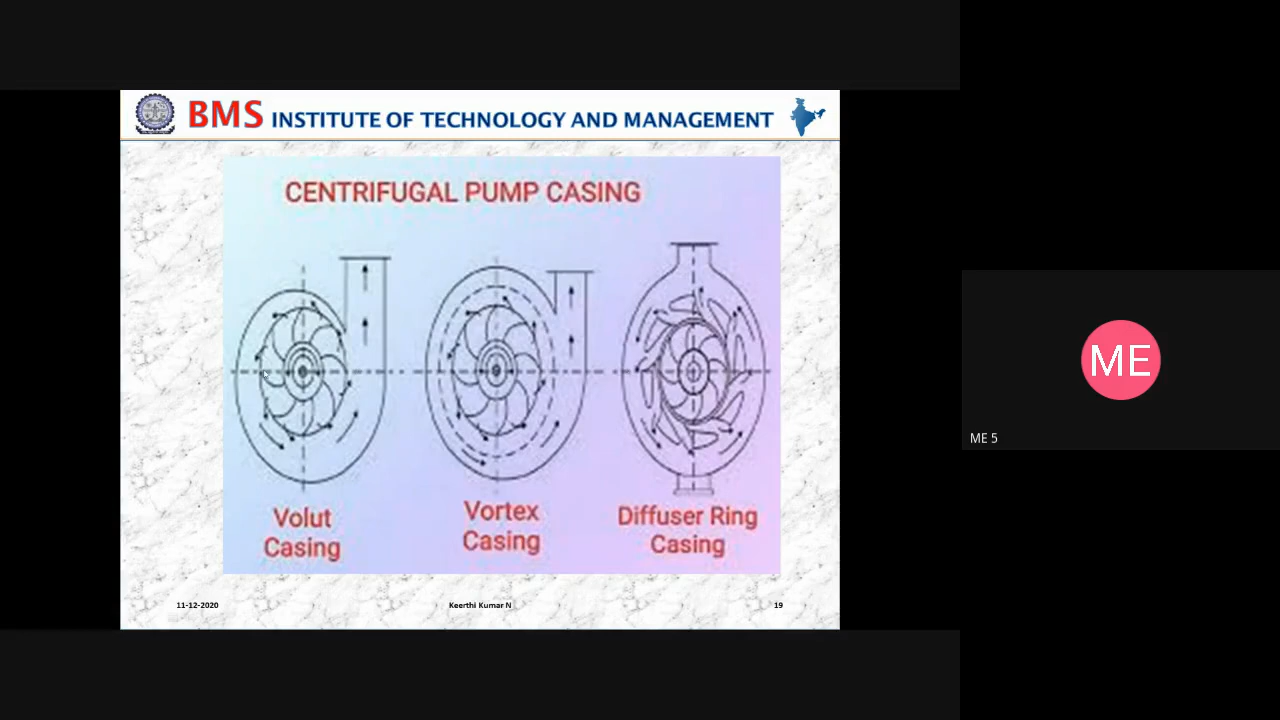 BMS INSTITUTE OF TECHNOLOGY AND MANAGEMENT
CENTRIFUGAL PUMP CASING
Volut
Casing
Vortex
Casing
Diffuser Ring
Casing
11-12-2020
Keerthi Kumar N
19
ME
ME 5